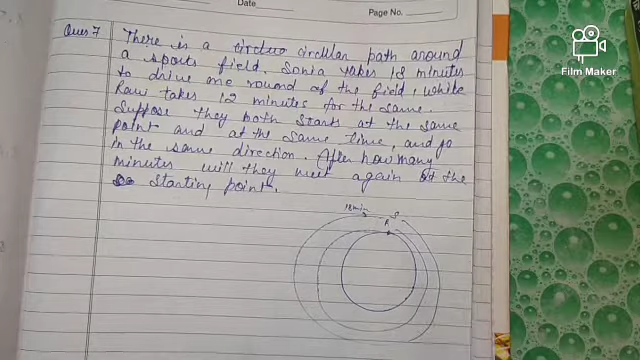 Date
Page No.
Ques 7 There is a circular path around
a sports field. Sonia takes 18 minutes
to drive one round of the field, while
Ravi takes 12 minutes for the same.
Suppose they both starts at the same
point and at the same time, and go
in the same direction. After how many
minutes will they meet again at the
starting point.
18min
S
R
Film Maker